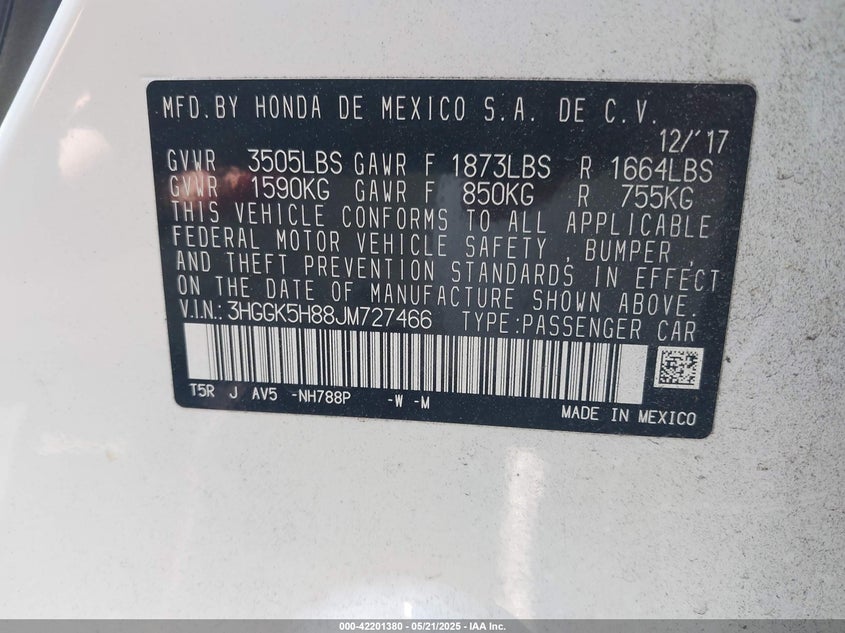 MFD.BY HONDA DE MEXICO S.A. DE C.V.
12/'17
GVWR 3505LBS GAWR F 1873LBS R 1664LBS
GVWR 1590KG GAWR F 850KG R 755KG
THIS VEHICLE CONFORMS TO ALL APPLICABLE
FEDERAL MOTOR VEHICLE SAFETY , BUMPER ,
AND THEFT PREVENTION STANDARDS IN EFFECT
ON THE DATE OF MANUFACTURE SHOWN ABOVE.
V.I.N.: 3HGGK5H88JM727466 TYPE:PASSENGER CAR
T5R J AV5 -NH788P -W -M
MADE IN MEXICO
000-42201380 - 05/21/2025 - IAA Inc.